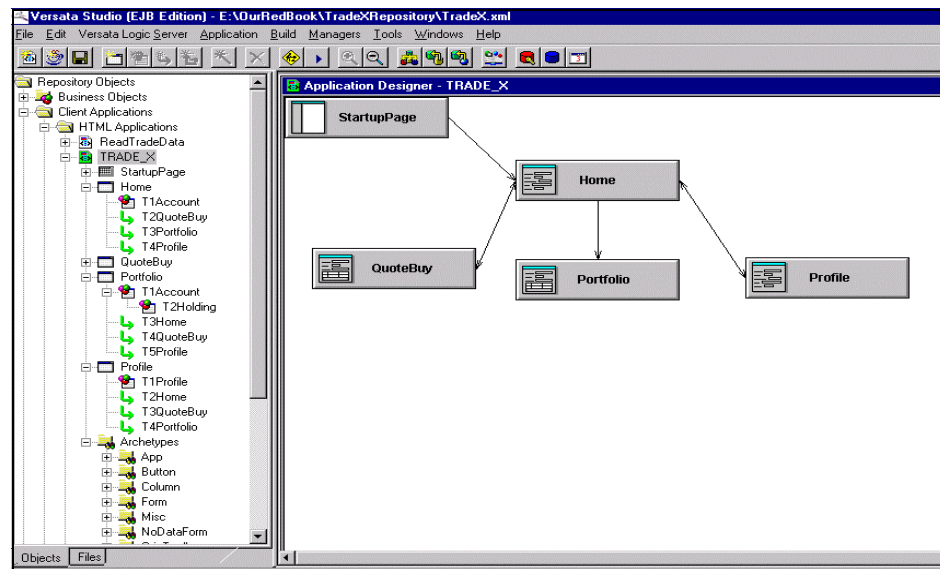 Versata Studio (EJB Edition) - E:\OurRedBook\TradeXRepository\TradeX.xml
File Edit Versata Logic Server Application Build Managers Tools Windows Help
Repository Objects
Business Objects
Client Applications
HTML Applications
ReadTradeData
TRADE_X
StartupPage
Home
T1Account
T2QuoteBuy
T3Portfolio
T4Profile
QuoteBuy
Portfolio
T1Account
T2Holding
T3Home
T4QuoteBuy
T5Profile
Profile
T1Profile
T2Home
T3QuoteBuy
T4Portfolio
Archetypes
App
Button
Column
Form
Misc
NoDataForm
Objects Files
Application Designer - TRADE_X
StartupPage
Home
QuoteBuy
Portfolio
Profile